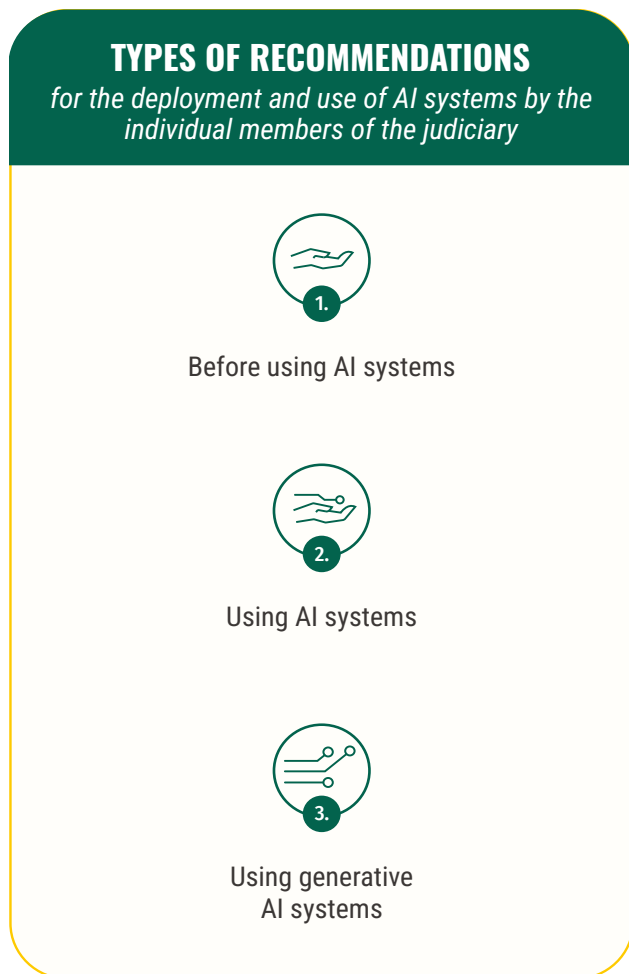 TYPES OF RECOMMENDATIONS
for the deployment and use of AI systems by the
individual members of the judiciary
1.
Before using AI systems
2.
Using AI systems
3.
Using generative
AI systems